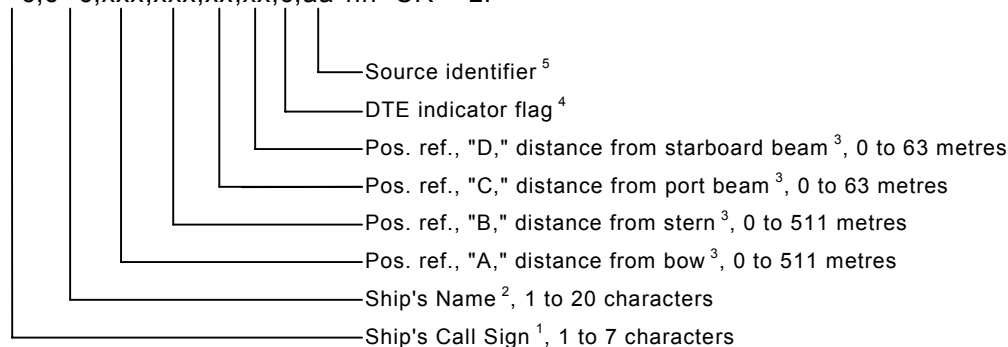 Source identifier 5
DTE indicator flag 4
Pos. ref., "D," distance from starboard beam 3, 0 to 63 metres
Pos. ref., "C," distance from port beam 3, 0 to 63 metres
Pos. ref., "B," distance from stern 3, 0 to 511 metres
Pos. ref., "A," distance from bow 3, 0 to 511 metres
Ship's Name 2, 1 to 20 characters
Ship's Call Sign 1, 1 to 7 characters